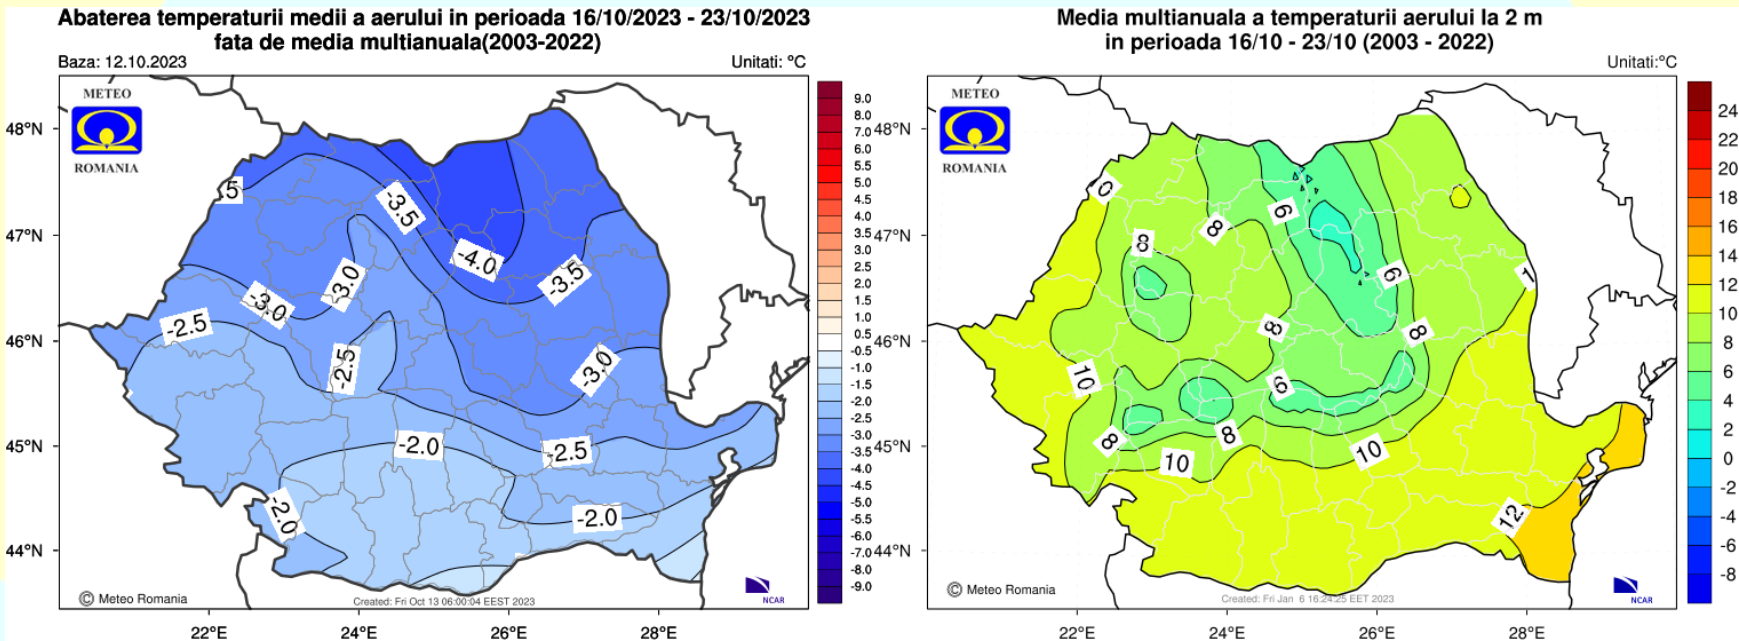 Abaterea temperaturii medii a aerului in perioada 16/10/2023 - 23/10/2023
fata de media multianuala(2003-2022)
Baza: 12.10.2023
Unitati: °C
METEO
ROMANIA
48°N
47°N
46°N
45°N
44°N
22°E
24°E
26°E
28°E
5
-3.5
-4.0
-3.5
-3.0
-3.0
-2.5
-2.5
-3.0
-2.0
-2.5
-2.0
-2.0
© Meteo Romania
Created: Fri Oct 13 06:00:04 EEST 2023
NCAR
9.0
8.0
7.0
6.0
5.5
5.0
4.5
4.0
3.5
3.0
2.5
2.0
1.5
1.0
0.5
-0.5
-1.0
-1.5
-2.0
-2.5
-3.0
-3.5
-4.0
-4.5
-5.0
-5.5
-6.0
-7.0
-8.0
-9.0
Media multianuala a temperaturii aerului la 2 m
in perioada 16/10 - 23/10 (2003 - 2022)
Unitati:°C
METEO
ROMANIA
48°N
47°N
46°N
45°N
44°N
22°E
24°E
26°E
28°E
0
6
8
8
6
1
8
8
10
6
8
8
10
10
12
© Meteo Romania
Created: Fri Jan 6 16:24:25 EET 2023
NCAR
24
22
20
18
16
14
12
10
8
6
4
2
0
-2
-4
-6
-8